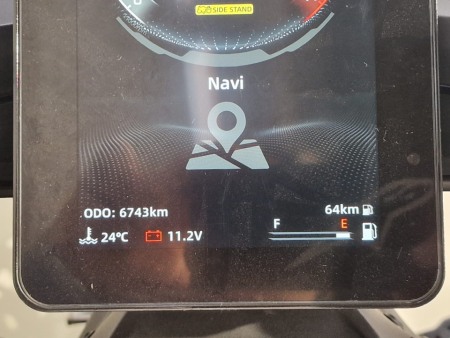 SIDE STAND
Navi
ODO: 6743km
64km
F E
24°C 11.2V